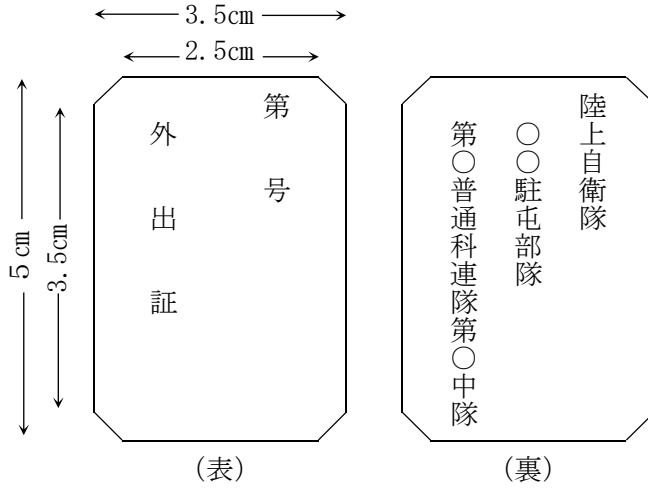 3.5cm
2.5cm
5cm
3.5cm
第　号
外出証
(表)
陸上自衛隊
○○駐屯部隊
第○普通科連隊第○中隊
(裏)